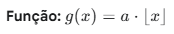 Função: g(x) = a · ⌊x⌋